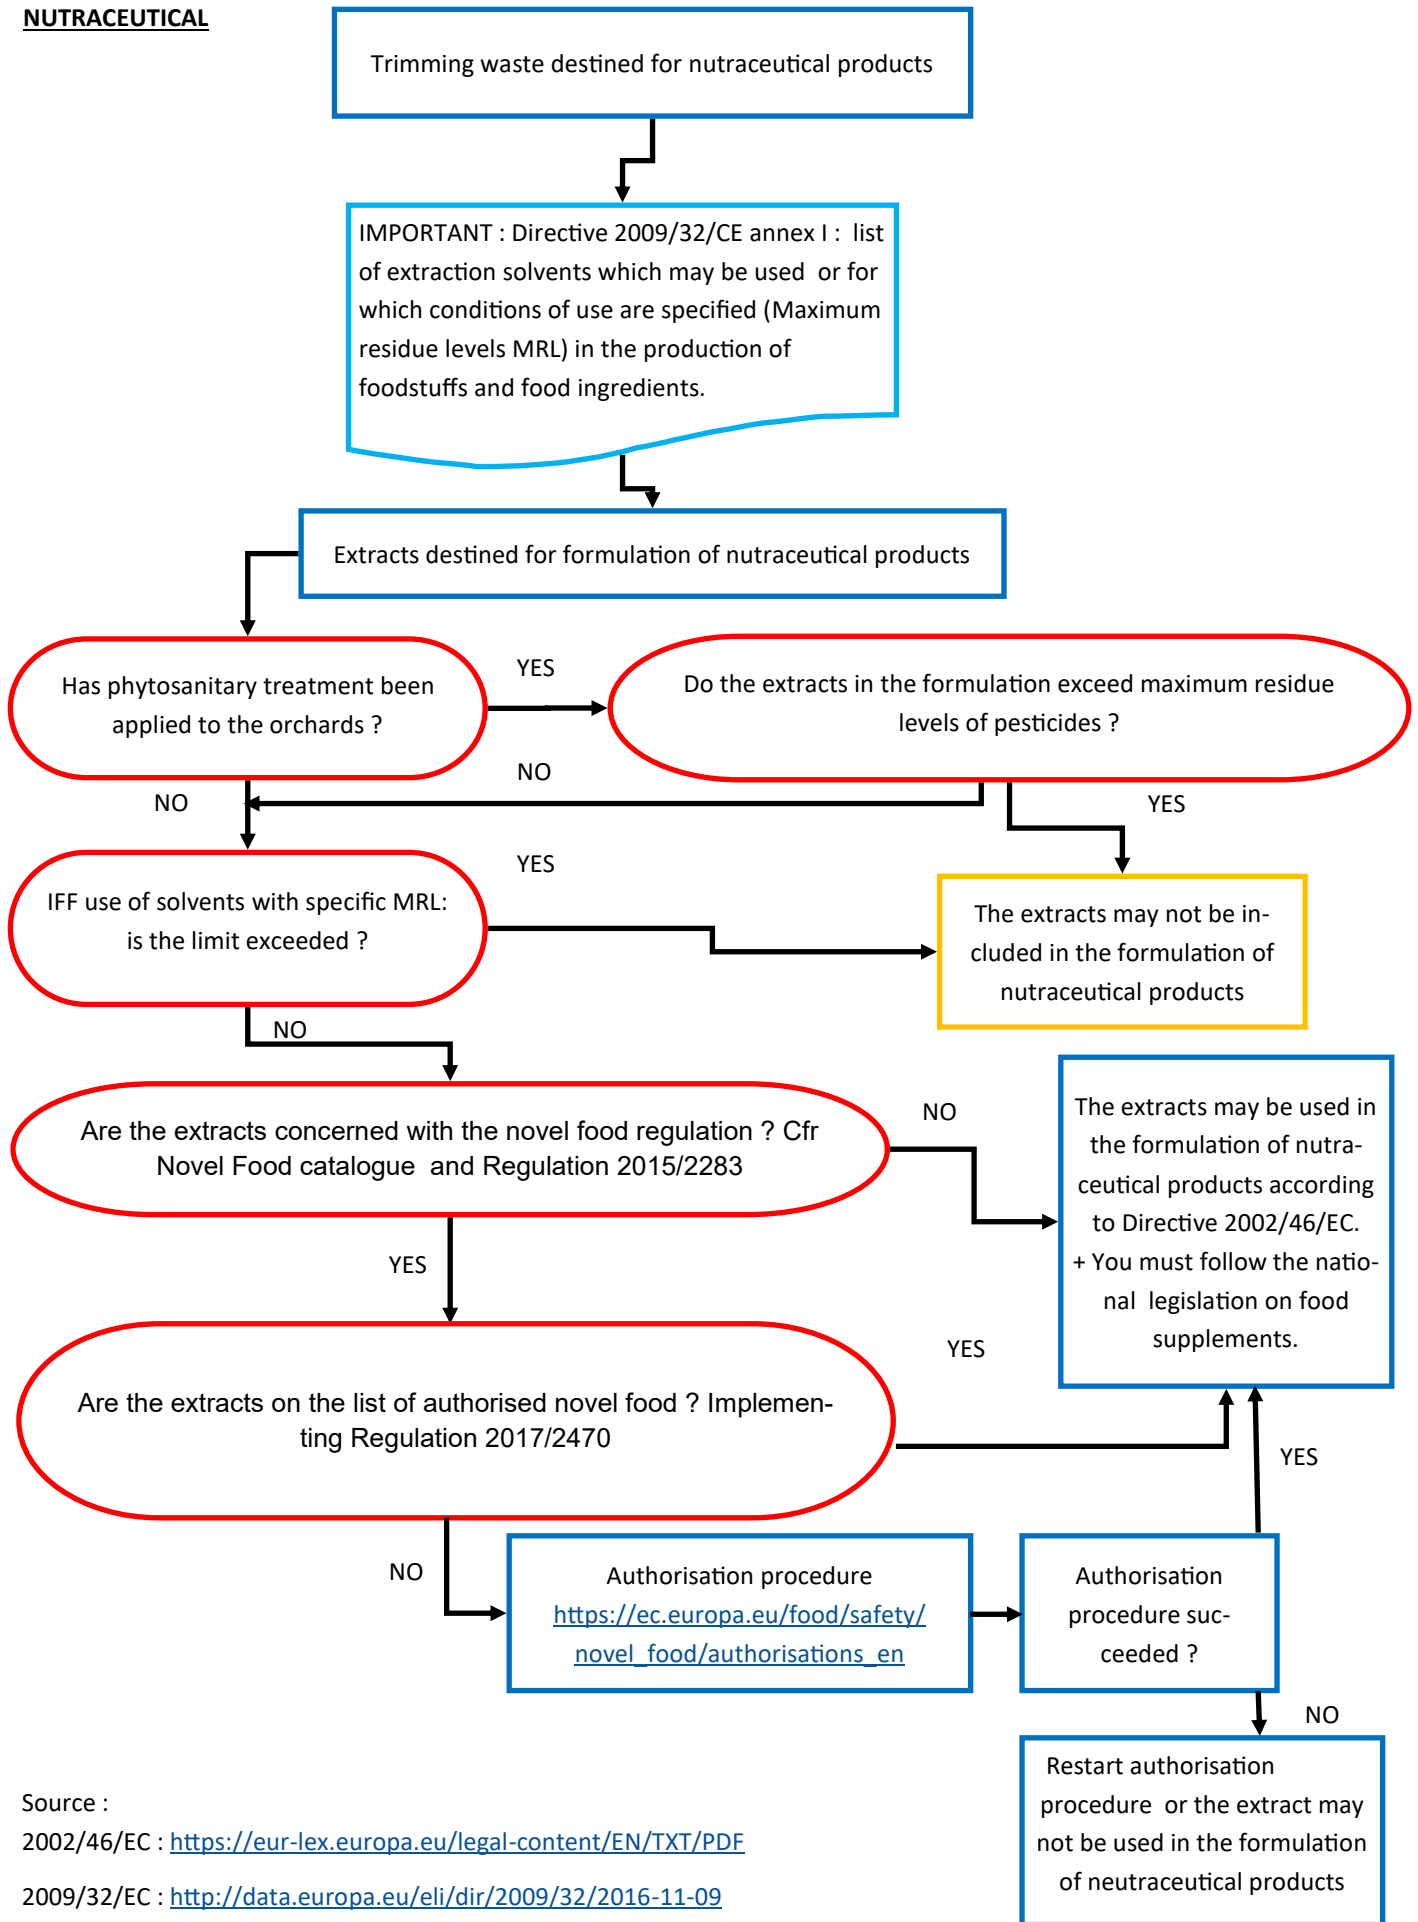 NUTRACEUTICAL
Trimming waste destined for nutraceutical products
IMPORTANT : Directive 2009/32/CE annex I :  list
of extraction solvents which may be used  or for
which conditions of use are specified (Maximum
residue levels MRL) in the production of
foodstuffs and food ingredients.
Extracts destined for formulation of nutraceutical products
Has phytosanitary treatment been
applied to the orchards ?
YES
Do the extracts in the formulation exceed maximum residue
levels of pesticides ?
NO
NO
YES
IFF use of solvents with specific MRL:
is the limit exceeded ?
YES
The extracts may not be in-
cluded in the formulation of
nutraceutical products
NO
Are the extracts concerned with the novel food regulation ? Cfr
Novel Food catalogue  and Regulation 2015/2283
NO
The extracts may be used in
the formulation of nutra-
ceutical products according
to Directive 2002/46/EC.
+ You must follow the natio-
nal  legislation on food
supplements.
YES
Are the extracts on the list of authorised novel food ? Implemen-
ting Regulation 2017/2470
YES
YES
NO
Authorisation procedure
https://ec.europa.eu/food/safety/
novel_food/authorisations_en
Authorisation
procedure suc-
ceeded ?
NO
Restart authorisation
procedure  or the extract may
not be used in the formulation
of neutraceutical products
Source :
2002/46/EC : https://eur-lex.europa.eu/legal-content/EN/TXT/PDF
2009/32/EC : http://data.europa.eu/eli/dir/2009/32/2016-11-09